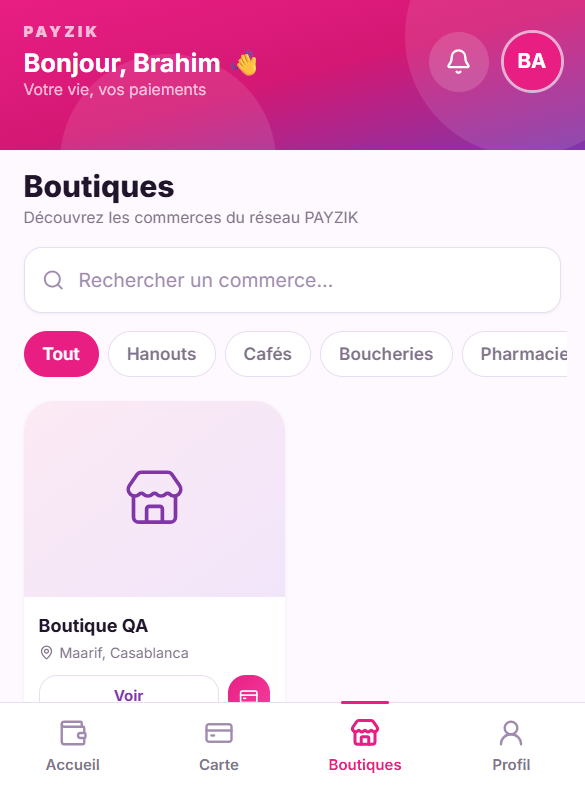 PAYZIK
Bonjour, Brahim 👋
Votre vie, vos paiements
BA
Boutiques
Découvrez les commerces du réseau PAYZIK
Rechercher un commerce...
Tout
Hanouts
Cafés
Boucheries
Pharmacie
Boutique QA
Maarif, Casablanca
Voir
Accueil
Carte
Boutiques
Profil